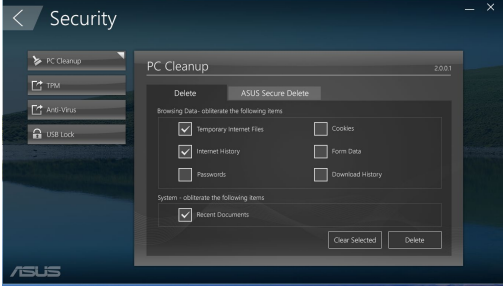 Security
PC Cleanup
TPM
Anti-Virus
USB Lock
PC Cleanup
2.0.0.1
Delete
ASUS Secure Delete
Browsing Data- obliterate the following items
Temporary Internet Files
Cookies
Internet History
Form Data
Passwords
Download History
System - obliterate the following items
Recent Documents
Clear Selected
Delete
ASUS